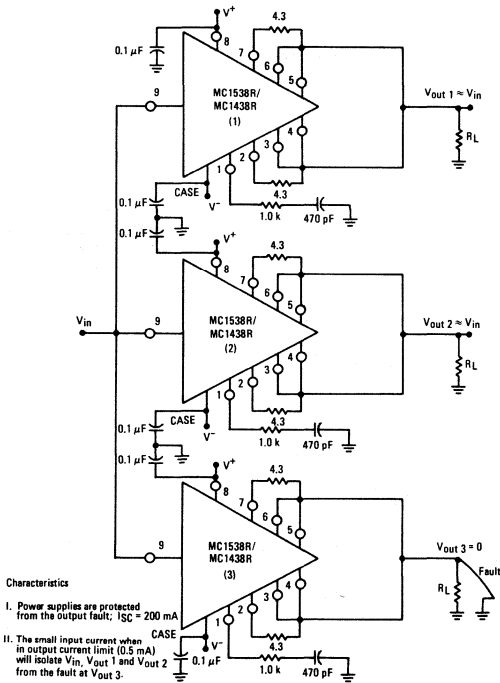 V+
4.3
0.1 µF
8
7
6
5
9
MC1538R/
MC1438R
(1)
Vout 1 ≈ Vin
4
3
2
1
RL
CASE
4.3
0.1 µF
V-
1.0 k
470 pF
0.1 µF
V+
4.3
8
7
6
5
Vin
9
MC1538R/
MC1438R
(2)
Vout 2 ≈ Vin
4
3
2
1
RL
CASE
4.3
0.1 µF
V-
1.0 k
470 pF
0.1 µF
V+
4.3
8
7
6
5
9
MC1538R/
MC1438R
(3)
Vout 3 = 0
Fault
4
3
2
1
RL
Characteristics
I. Power supplies are protected
from the output fault; ISC = 200 mA
CASE
4.3
II. The small input current when
in output current limit (0.5 mA)
will isolate Vin, Vout 1 and Vout 2
from the fault at Vout 3.
V-
0.1 µF
1.0 k
470 pF